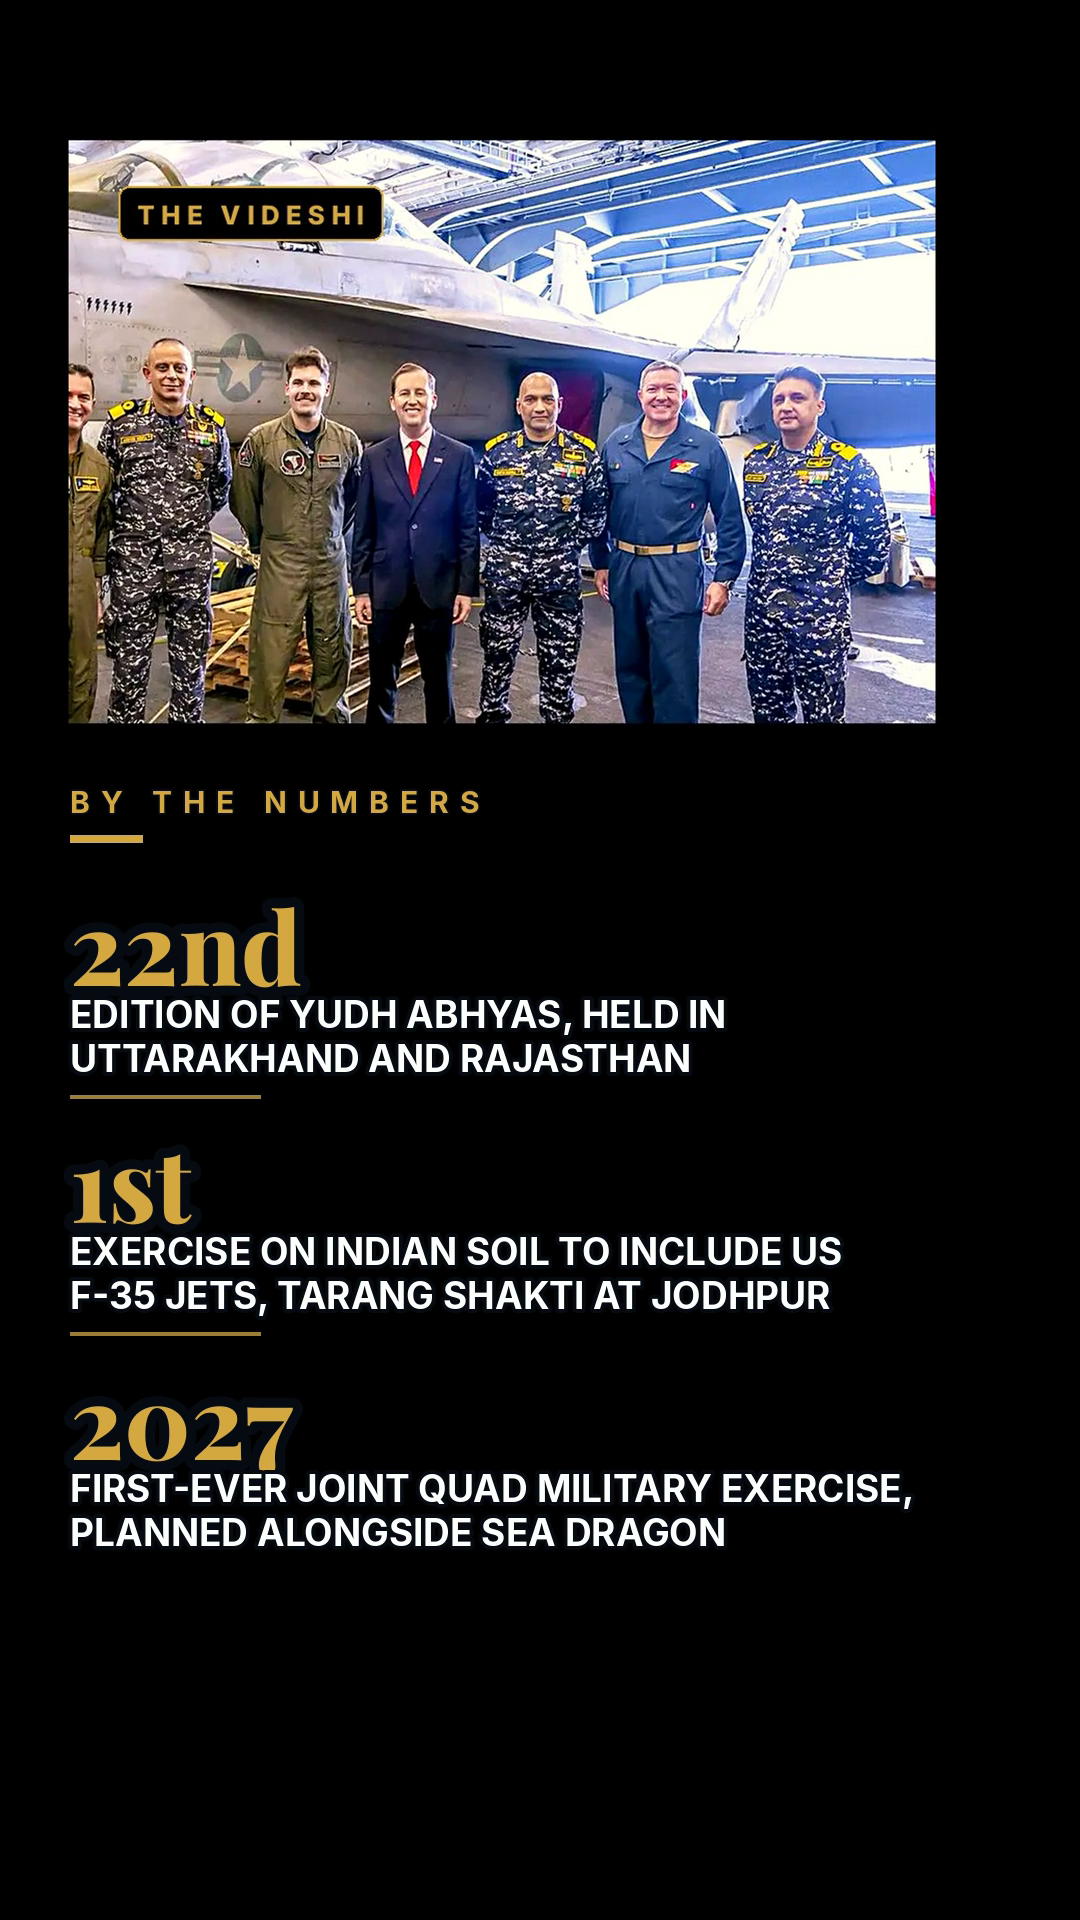 THE VIDESHI
BY THE NUMBERS
22nd
EDITION OF YUDH ABHYAS, HELD IN
UTTARAKHAND AND RAJASTHAN
1st
EXERCISE ON INDIAN SOIL TO INCLUDE US
F-35 JETS, TARANG SHAKTI AT JODHPUR
2027
FIRST-EVER JOINT QUAD MILITARY EXERCISE,
PLANNED ALONGSIDE SEA DRAGON